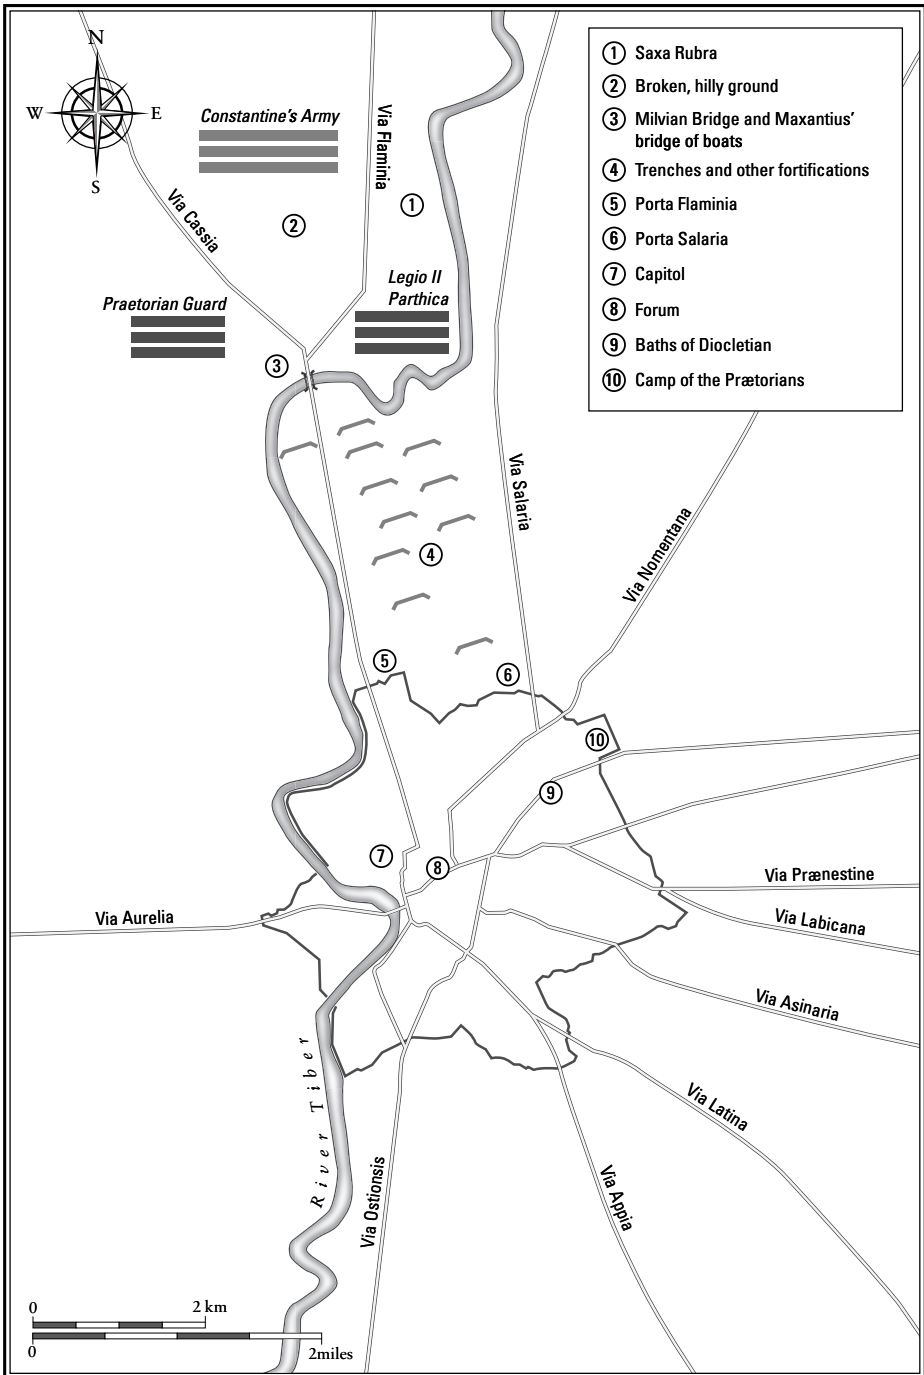 N
W
E
S
Constantine's Army
Via Flaminia
Via Cassia
1
2
Legio II
Parthica
Praetorian Guard
3
1 Saxa Rubra
2 Broken, hilly ground
3 Milvian Bridge and Maxantius'
bridge of boats
4 Trenches and other fortifications
5 Porta Flaminia
6 Porta Salaria
7 Capitol
8 Forum
9 Baths of Diocletian
10 Camp of the Prætorians
Via Salaria
Via Nomentana
4
5
6
10
9
7
8
Via Prænestine
Via Aurelia
Via Labicana
Via Asinaria
River Tiber
Via Latina
Via Ostionsis
Via Appia
0 2 km
0 2miles